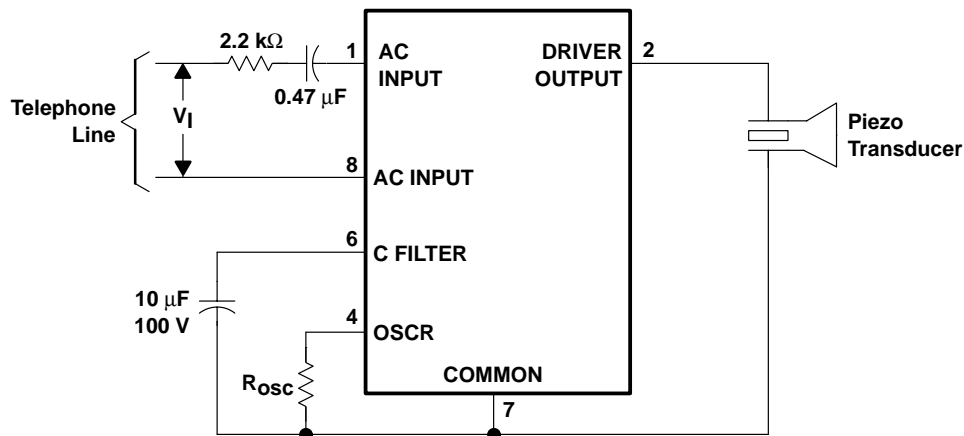 2.2 kΩ
0.47 μF
1
AC
INPUT
DRIVER
OUTPUT
2
Telephone
Line
VI
Piezo
Transducer
8
AC INPUT
6
C FILTER
10 μF
100 V
4
OSCR
Rosc
COMMON
7